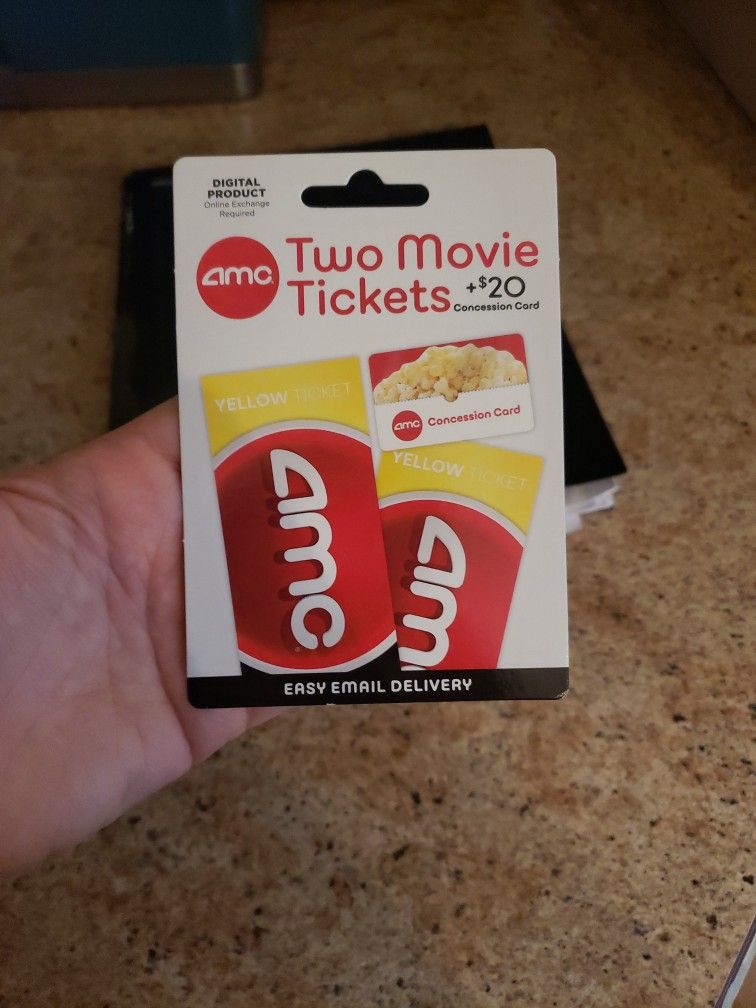 DIGITAL
PRODUCT
Online Exchange
Required
amc
Two Movie
Tickets
+$20
Concession Card
YELLOW TICKET
amc
amc Concession Card
YELLOW TICKET
am
EASY EMAIL DELIVERY